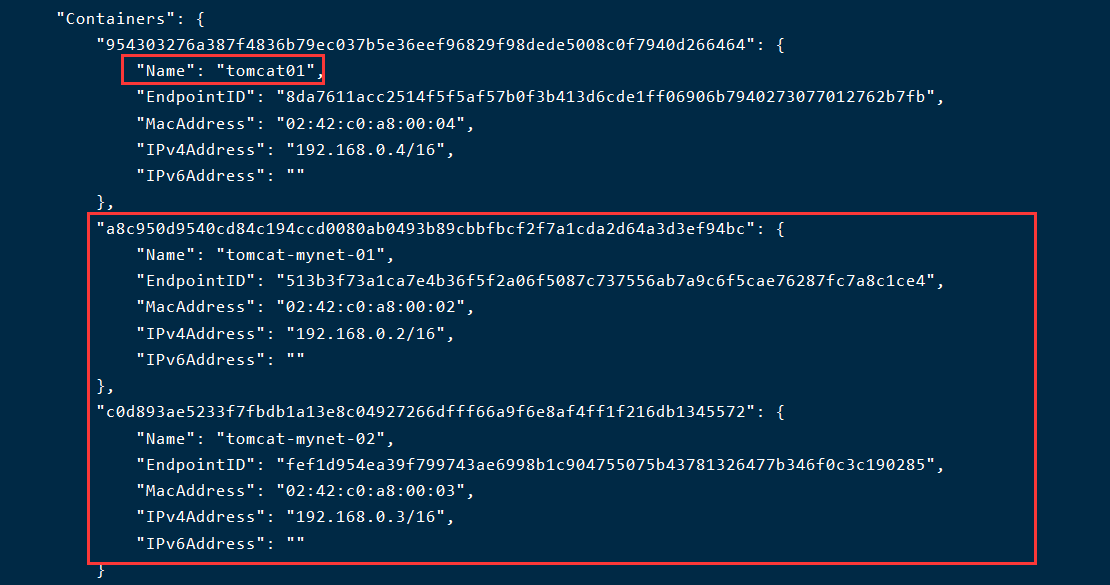 "Containers": {
"954303276a387f4836b79ec037b5e36eef96829f98dede5008c0f7940d266464": {
"Name": "tomcat01",
"EndpointID": "8da7611acc2514f5f5af57b0f3b413d6cde1ff06906b7940273077012762b7fb",
"MacAddress": "02:42:c0:a8:00:04",
"IPv4Address": "192.168.0.4/16",
"IPv6Address": ""
},
"a8c950d9540cd84c194ccd0080ab0493b89cbbfbcf2f7a1cda2d64a3d3ef94bc": {
"Name": "tomcat-mynet-01",
"EndpointID": "513b3f73a1ca7e4b36f5f2a06f5087c737556ab7a9c6f5cae76287fc7a8c1ce4",
"MacAddress": "02:42:c0:a8:00:02",
"IPv4Address": "192.168.0.2/16",
"IPv6Address": ""
},
"c0d893ae5233f7fbdb1a13e8c04927266dfff66a9f6e8af4ff1f216db1345572": {
"Name": "tomcat-mynet-02",
"EndpointID": "fef1d954ea39f799743ae6998b1c904755075b43781326477b346f0c3c190285",
"MacAddress": "02:42:c0:a8:00:03",
"IPv4Address": "192.168.0.3/16",
"IPv6Address": ""
}